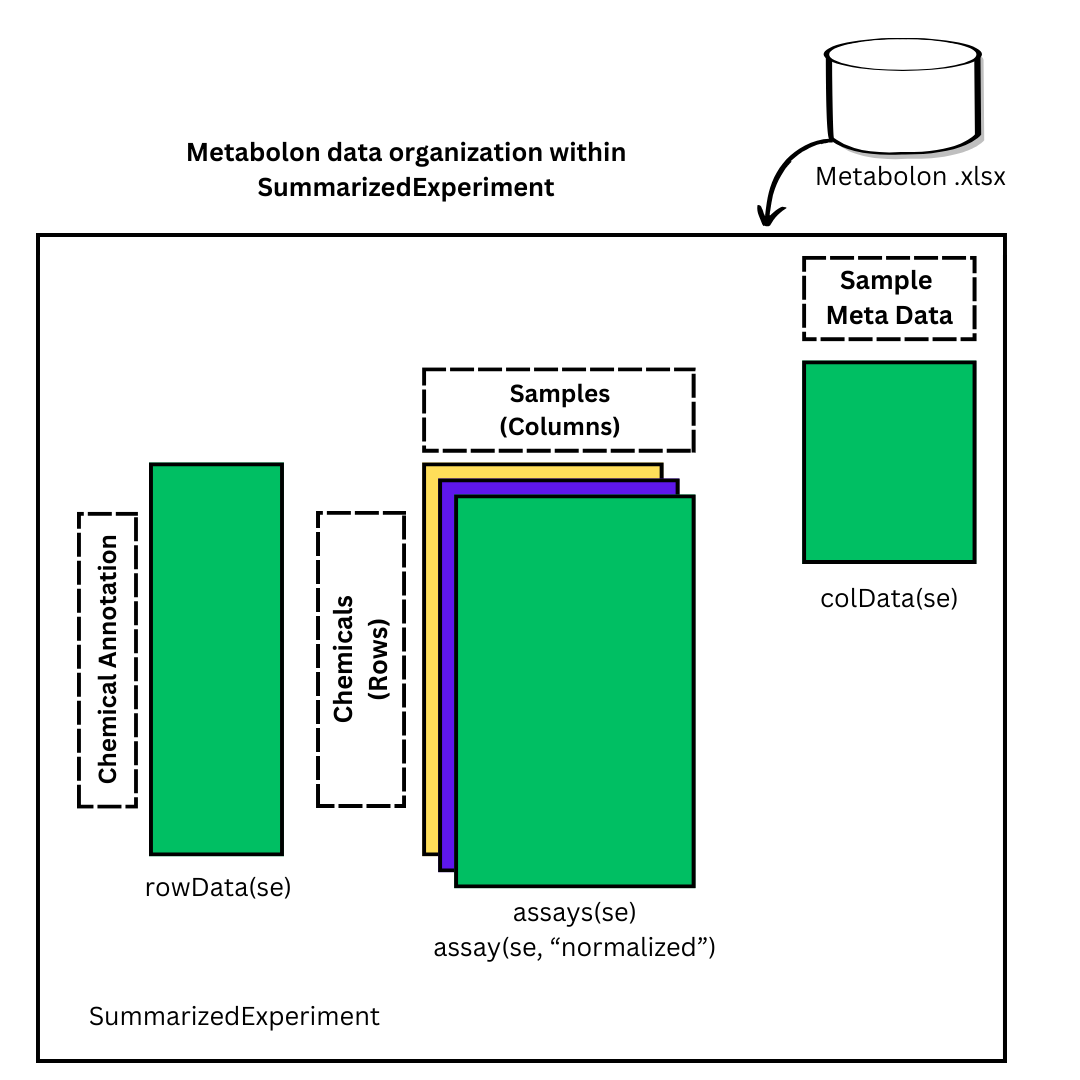 Metabolon data organization within
SummarizedExperiment
Metabolon .xlsx
Sample
Meta Data
Samples
(Columns)
Chemical Annotation
Chemicals
(Rows)
colData(se)
rowData(se)
assays(se)
assay(se, “normalized”)
SummarizedExperiment